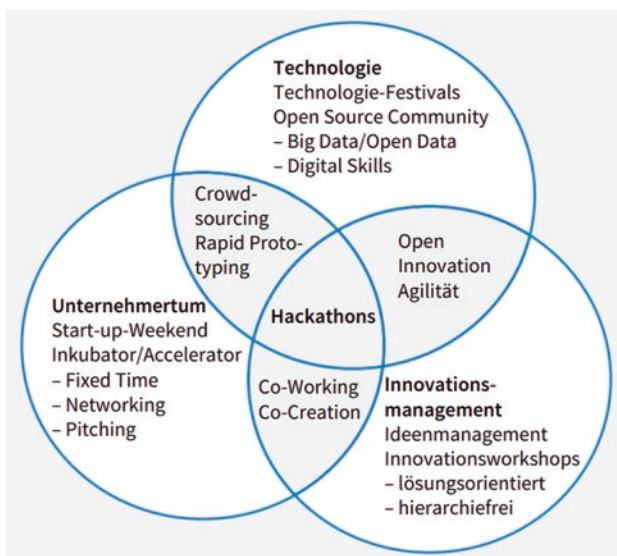 Technologie
Technologie-Festivals
Open Source Community
– Big Data/Open Data
– Digital Skills
Crowd-
sourcing
Rapid Proto-
typing
Open
Innovation
Agilität
Hackathons
Unternehmertum
Start-up-Weekend
Inkubator/Accelerator
– Fixed Time
– Networking
– Pitching
Co-Working
Co-Creation
Innovations-
management
Ideenmanagement
Innovationsworkshops
– lösungsorientiert
– hierarchiefrei